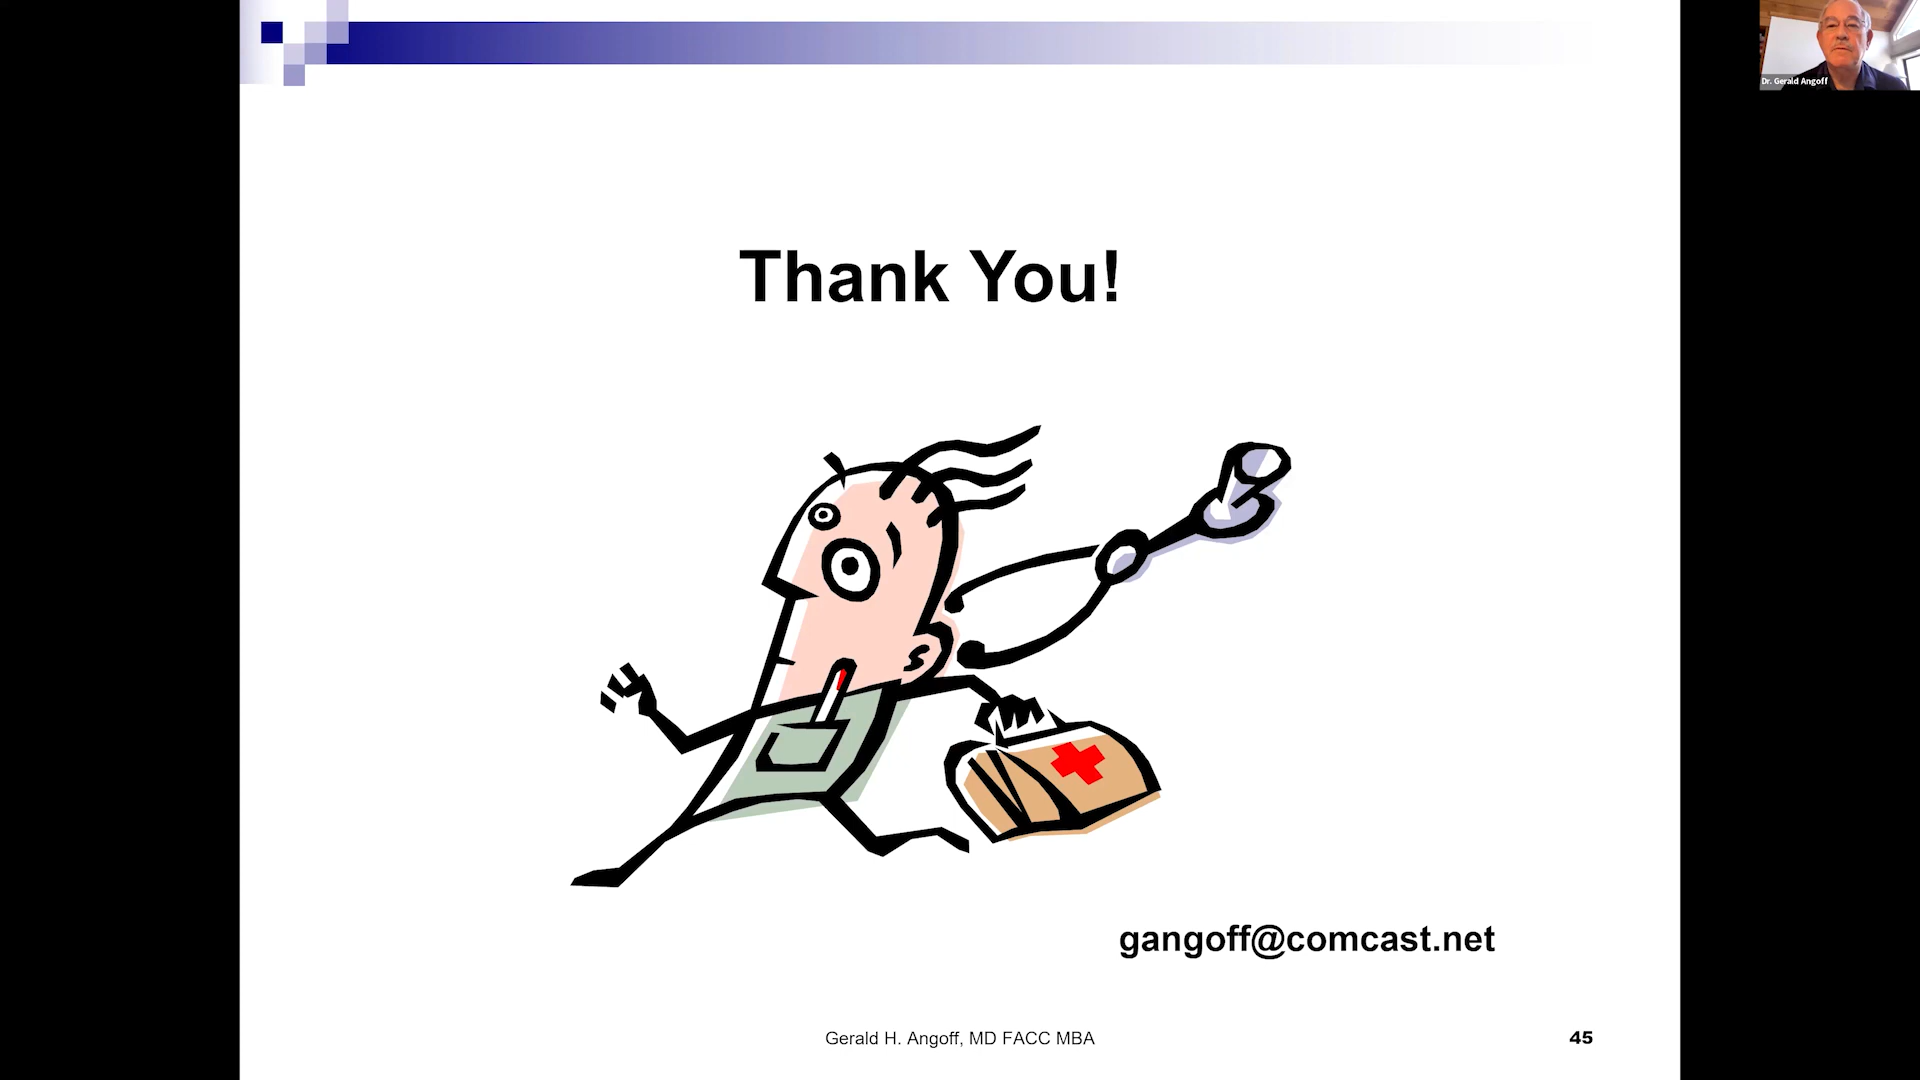 Dr. Gerald Angoff
Thank You!
gangoff@comcast.net
Gerald H. Angoff, MD FACC MBA
45